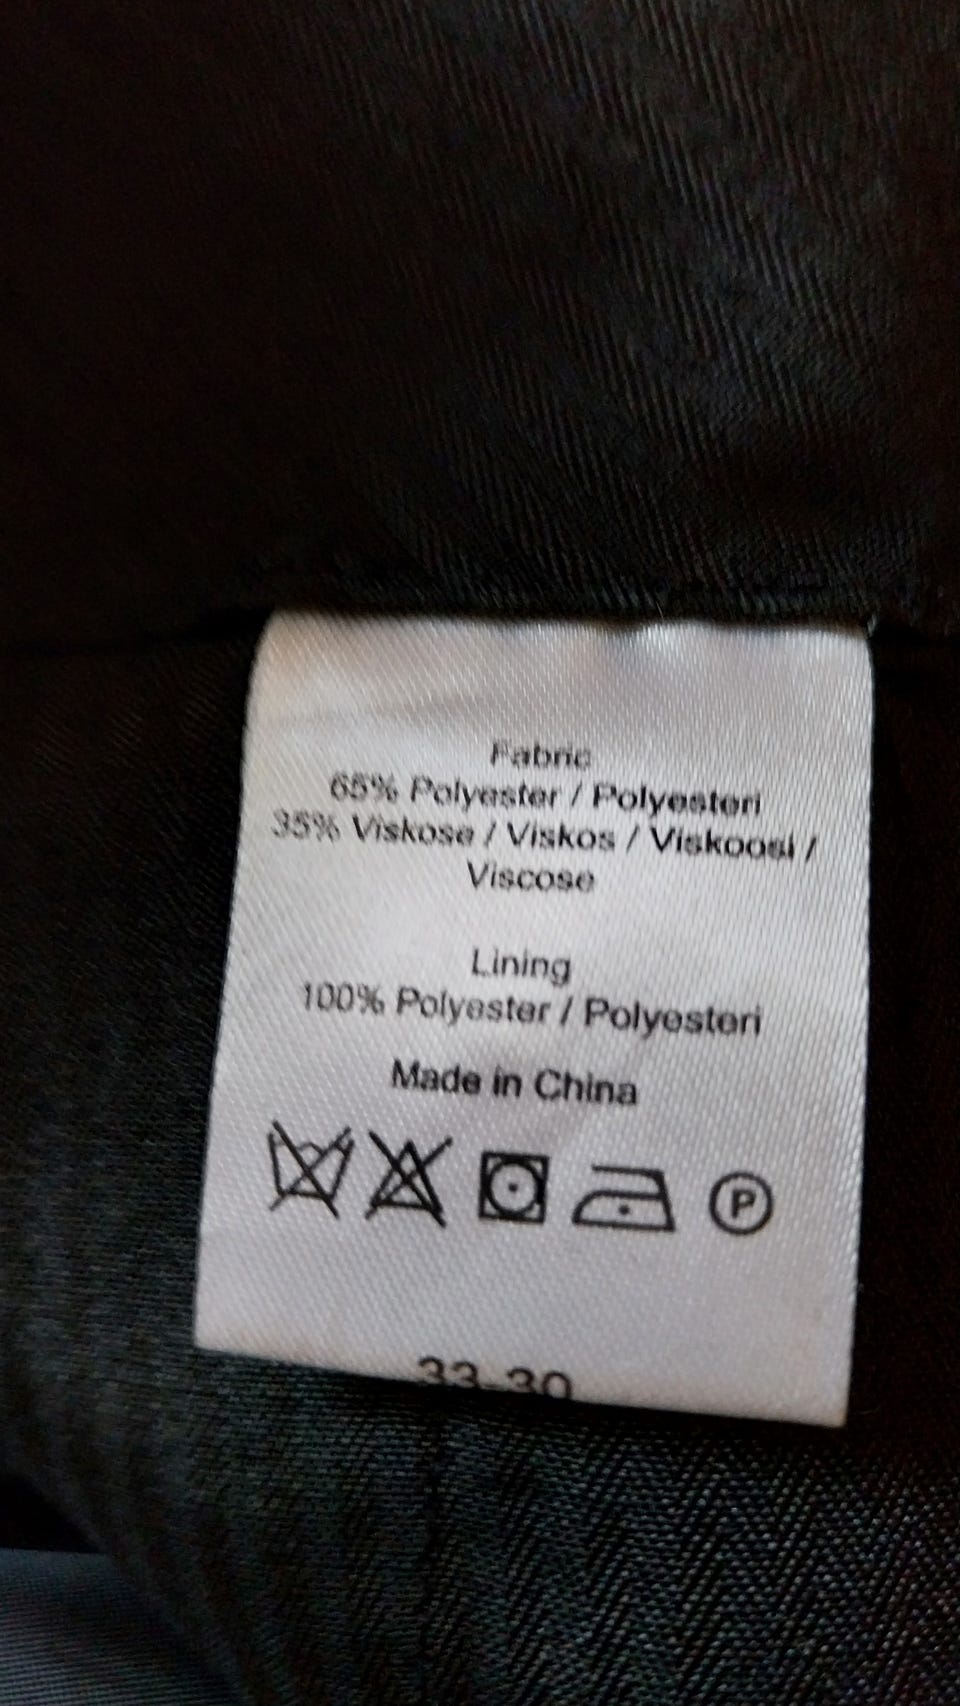 Fabric
65% Polyester / Polyesteri
35% Viskose / Viskos / Viskoosi /
Viscose
Lining
100% Polyester / Polyesteri
Made in China
P
33-30